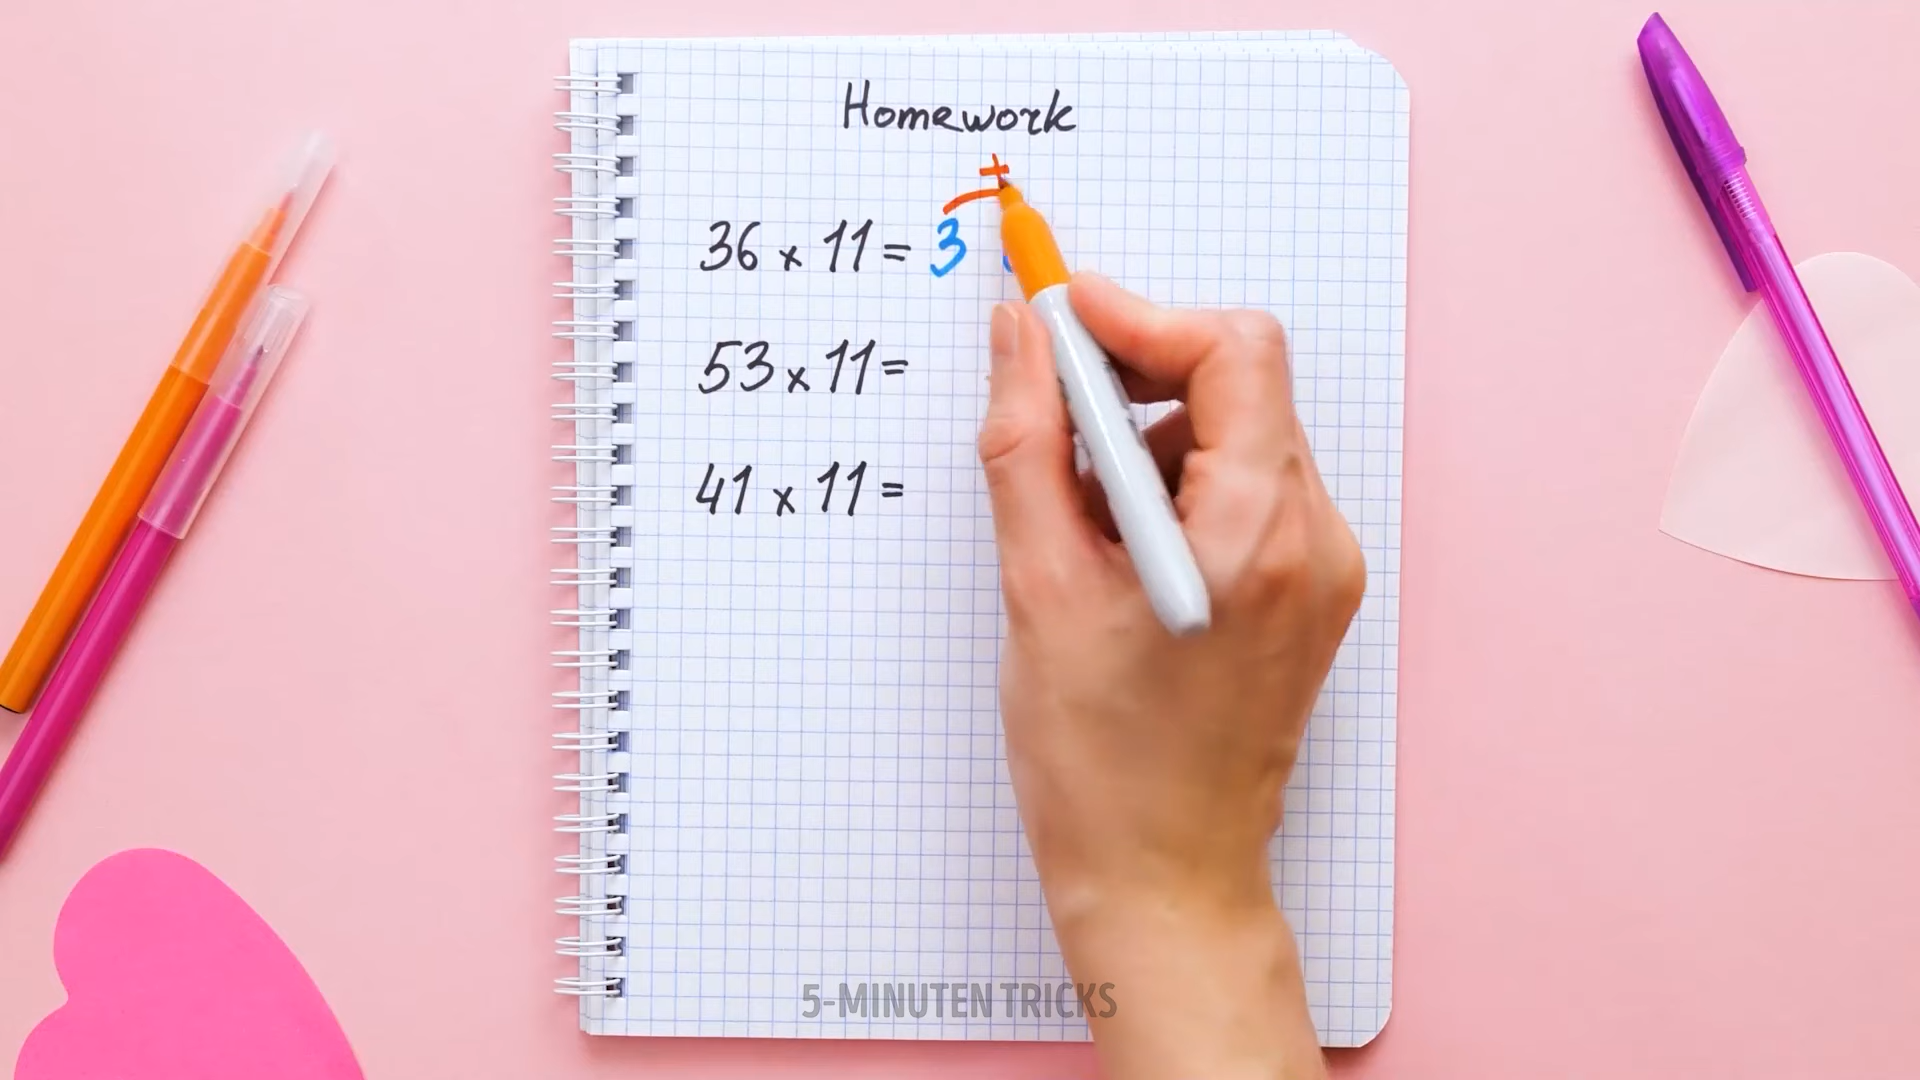 Homework
+
36 x 11 = 3
53 x 11 =
41 x 11 =
5-MINUTEN TRICKS